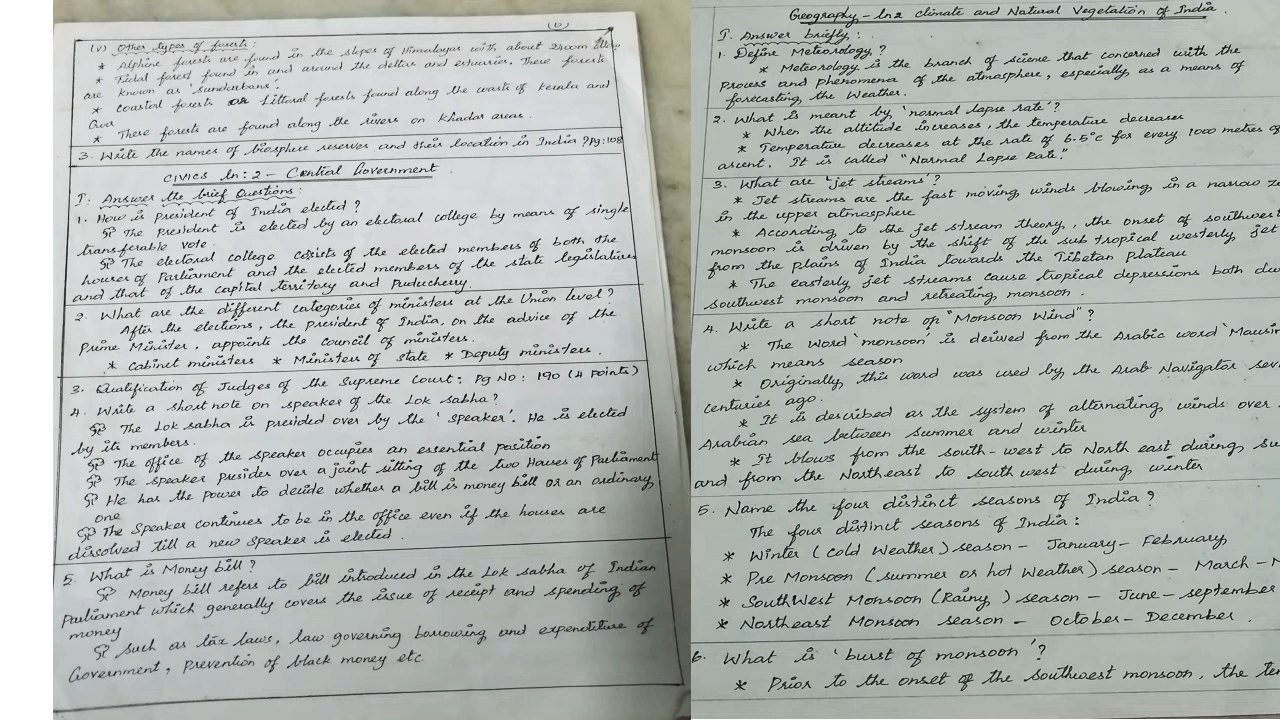 (6)
(v) Other types of forests :
* Alphine forests are found in the slopes of Himalayas with about 2400m
* Tidal forest found in and around the deltas and estuaries. These forests
are known as 'Sundarbans'.
* Coastal forests or Littoral forests found along the coasts of kerala and
Goa
* These forests are found along the rivers on Khadar areas.
3. Write the names of biosphere reserves and their location in India ? Pg:108
CIVICS ln:2 - Central Government.
I. Answer the brief Questions:
1. How is president of India elected ?
The President is elected by an electoral college by means of single
transferable vote.
The electoral college cosists of the elected members of both the
houses of Parliament and the elected members of the state legislatures
and that of the capital territory and Puducherry.
2. What are the different categories of ministers at the Union level?
After the elections, the president of India, on the advice of the
Prime Minister, appoints the council of ministers.
* Cabinet ministers * Ministers of State * Deputy ministers.
3. Qualification of Judges of the Supreme Court: Pg No: 190 (4 Points)
4. Write a short note on speaker of the Lok sabha?
The Lok sabha is presided over by the 'speaker'. He is elected
by its members.
The office of the speaker occupies an essential position
The speaker presides over a joint sitting of the two Houses of Parliament
He has the power to decide whether a bill is money bill or an ordinary
one
The Speaker continues to be in the office even if the houses are
dissolved till a new speaker is elected.
5. What is Money bill ?
Money bill refers to bill introduced in the Lok sabha of Indian
Parliament which generally covers the issue of receipt and spending of
money
such as tax laws, law governing borrowing and expenditure of
Government, prevention of black money etc
Geography - ln 2 climate and Natural Vegetation of India.
I. Answer briefly :
1. Define Meteorology ?
* Meteorology is the branch of sciene that concerned with the
process and phenomena of the atmasphere, especially as a means of
forecasting the Weather.
2. What is meant by 'normal lapse rate' ?
* When the altitude increases, the temperature decreases
* Temperature decreases at the rate of 6.5°c for every 1000 metres of
ascent. It is called "Normal Lapse Rate."
3. What are 'jet streams' ?
* Jet streams are the fast moving winds blowing in a narrow
in the upper atmosphere
* According to the jet stream theory, the onset of southwest
monsoon is driven by the shift of the sub tropical westerly jet
from the plains of India towards the Tibetan plateau
* The easterly jet streams cause tropical depressions both
southwest monsoon and retreating monsoon.
4. Write a short note on "Monsoon Wind" ?
* The word 'monsoon' is derived from the Arabic word
which means season
* Originally, this word was used by the Arab Navigator
centuries ago.
* It is described as the system of alternating winds over
Arabian sea between summer and winter
* It blows from the south-west to North east during
and from the Northeast to south west during winter
5. Name the four distinct seasons of India ?
The four distinct seasons of India :
* Winter (cold Weather) season - January - February
* Pre Monsoon (summer or hot Weather) season - March -
* SouthWest Monsoon (Rainy) season - June - september
* Northeast Monsoon season - October - December.
6. What is 'burst of monsoon' ?
* Prior to the onset of the southwest monsoon, the